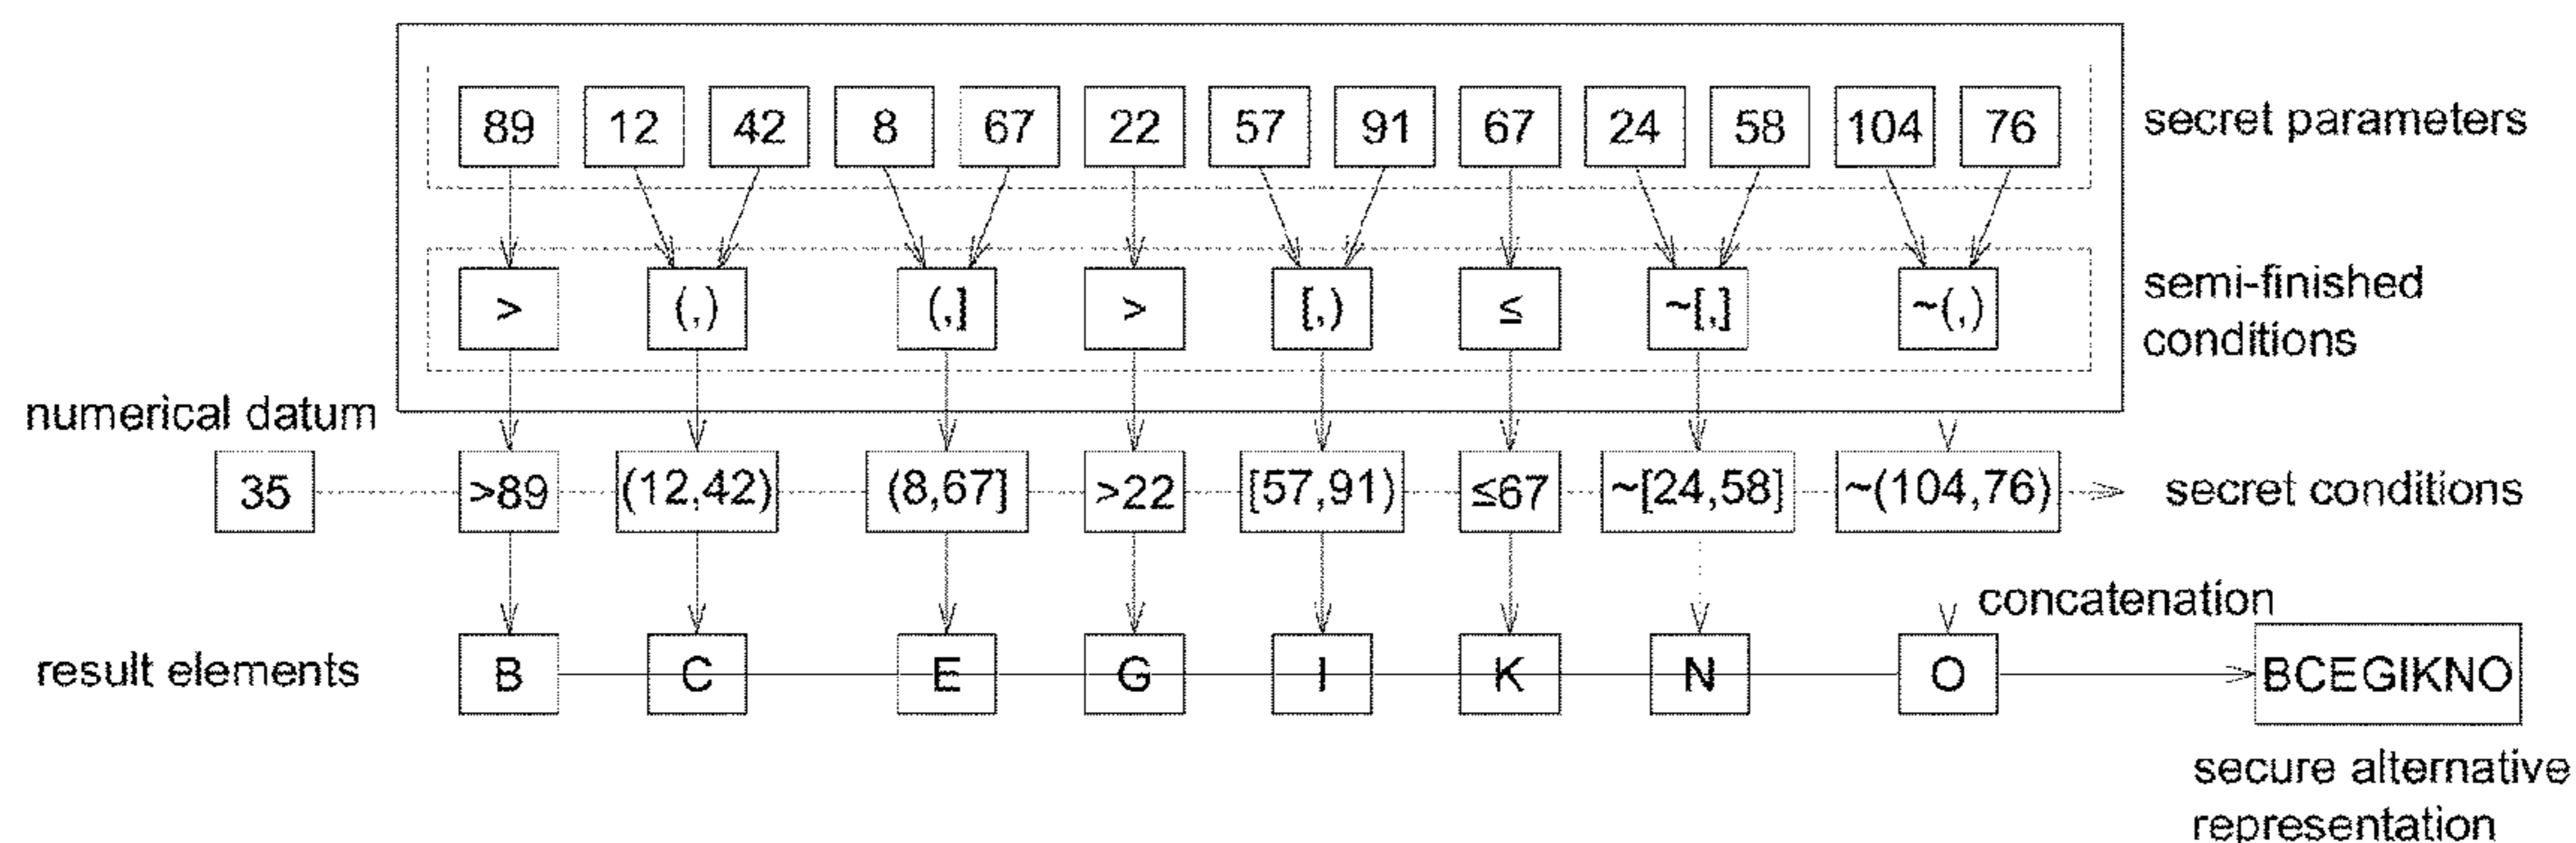 89 12 42 8 67 22 57 91 67 24 58 104 76 secret parameters
> (,) (,] > [,) ≤ ~[,] ~(,) semi-finished
conditions
numerical datum
35 >89 (12,42) (8,67] >22 [57,91) ≤67 ~[24,58] ~(104,76) secret conditions
concatenation
result elements B C E G I K N O BCEGIKNO
secure alternative
representation